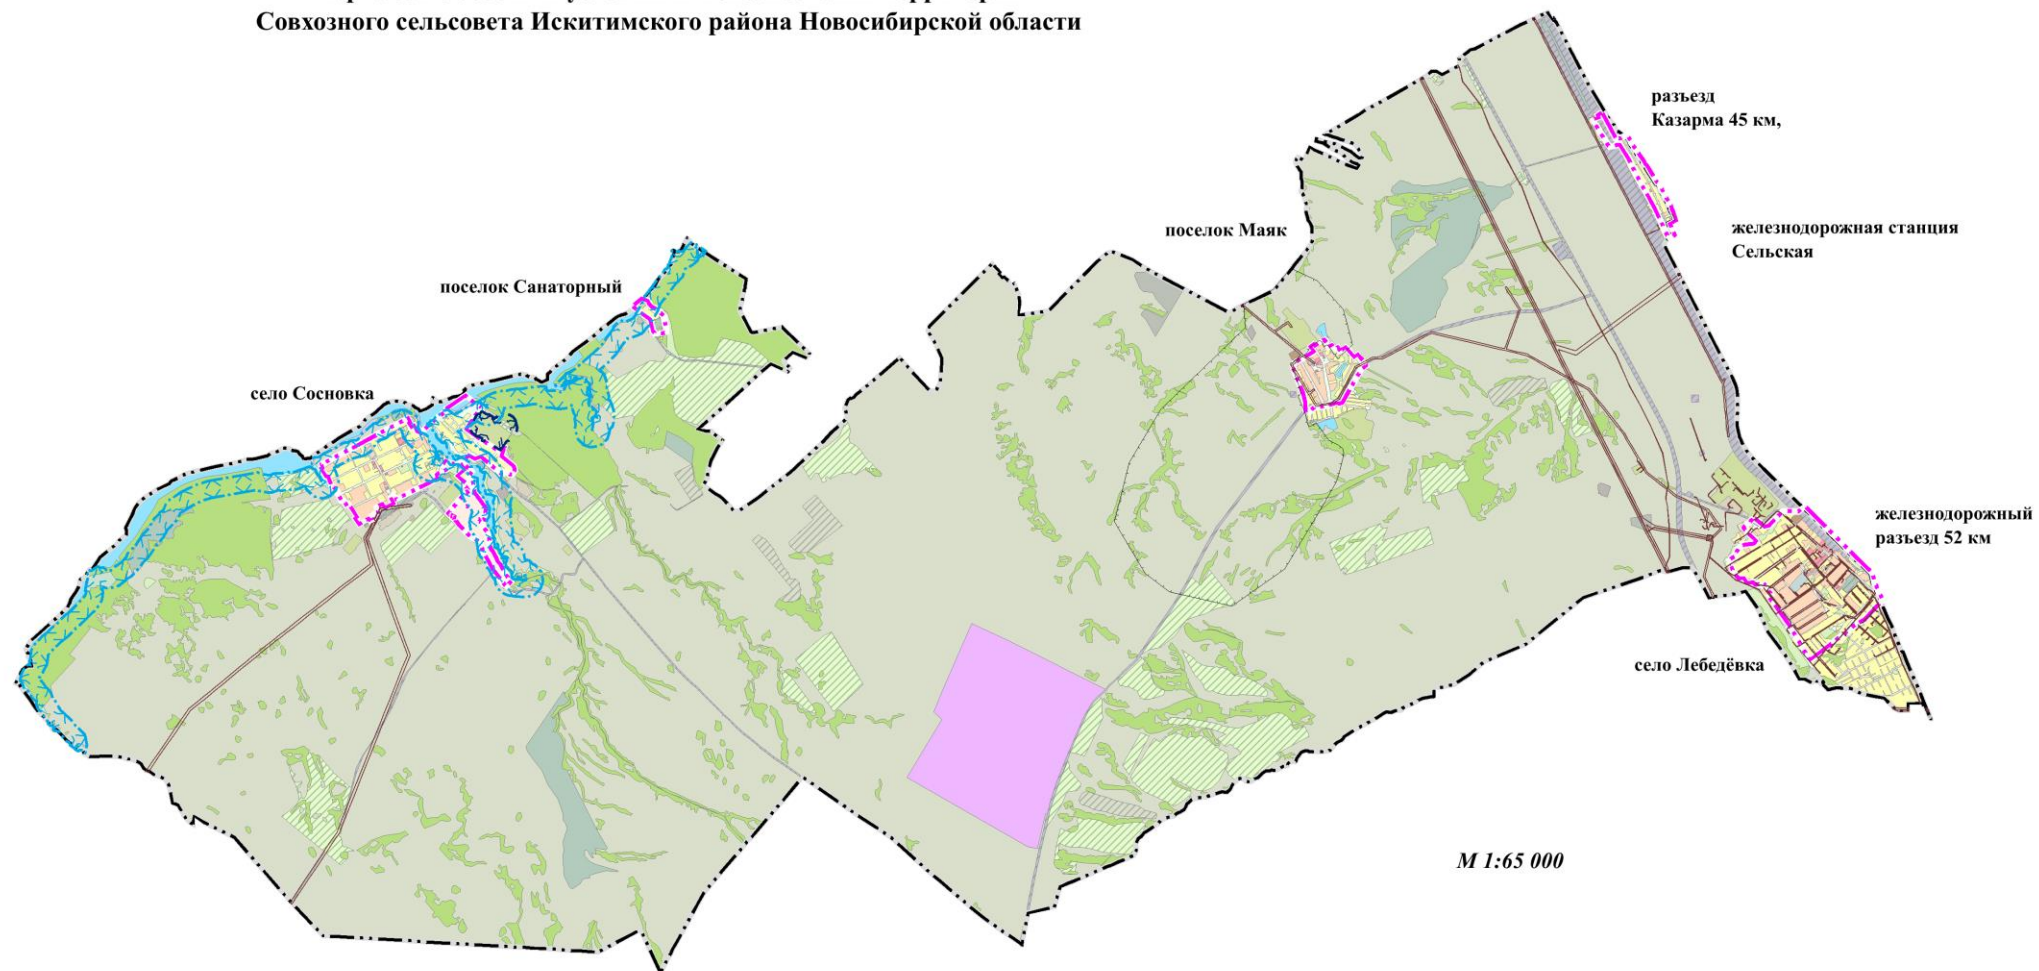 Совхозного сельсовета Искитимского района Новосибирской области
разъезд
Казарма 45 км,
поселок Маяк
железнодорожная станция
Сельская
поселок Санаторный
село Сосновка
железнодорожный
разъезд 52 км
село Лебедёвка
М 1:65 000